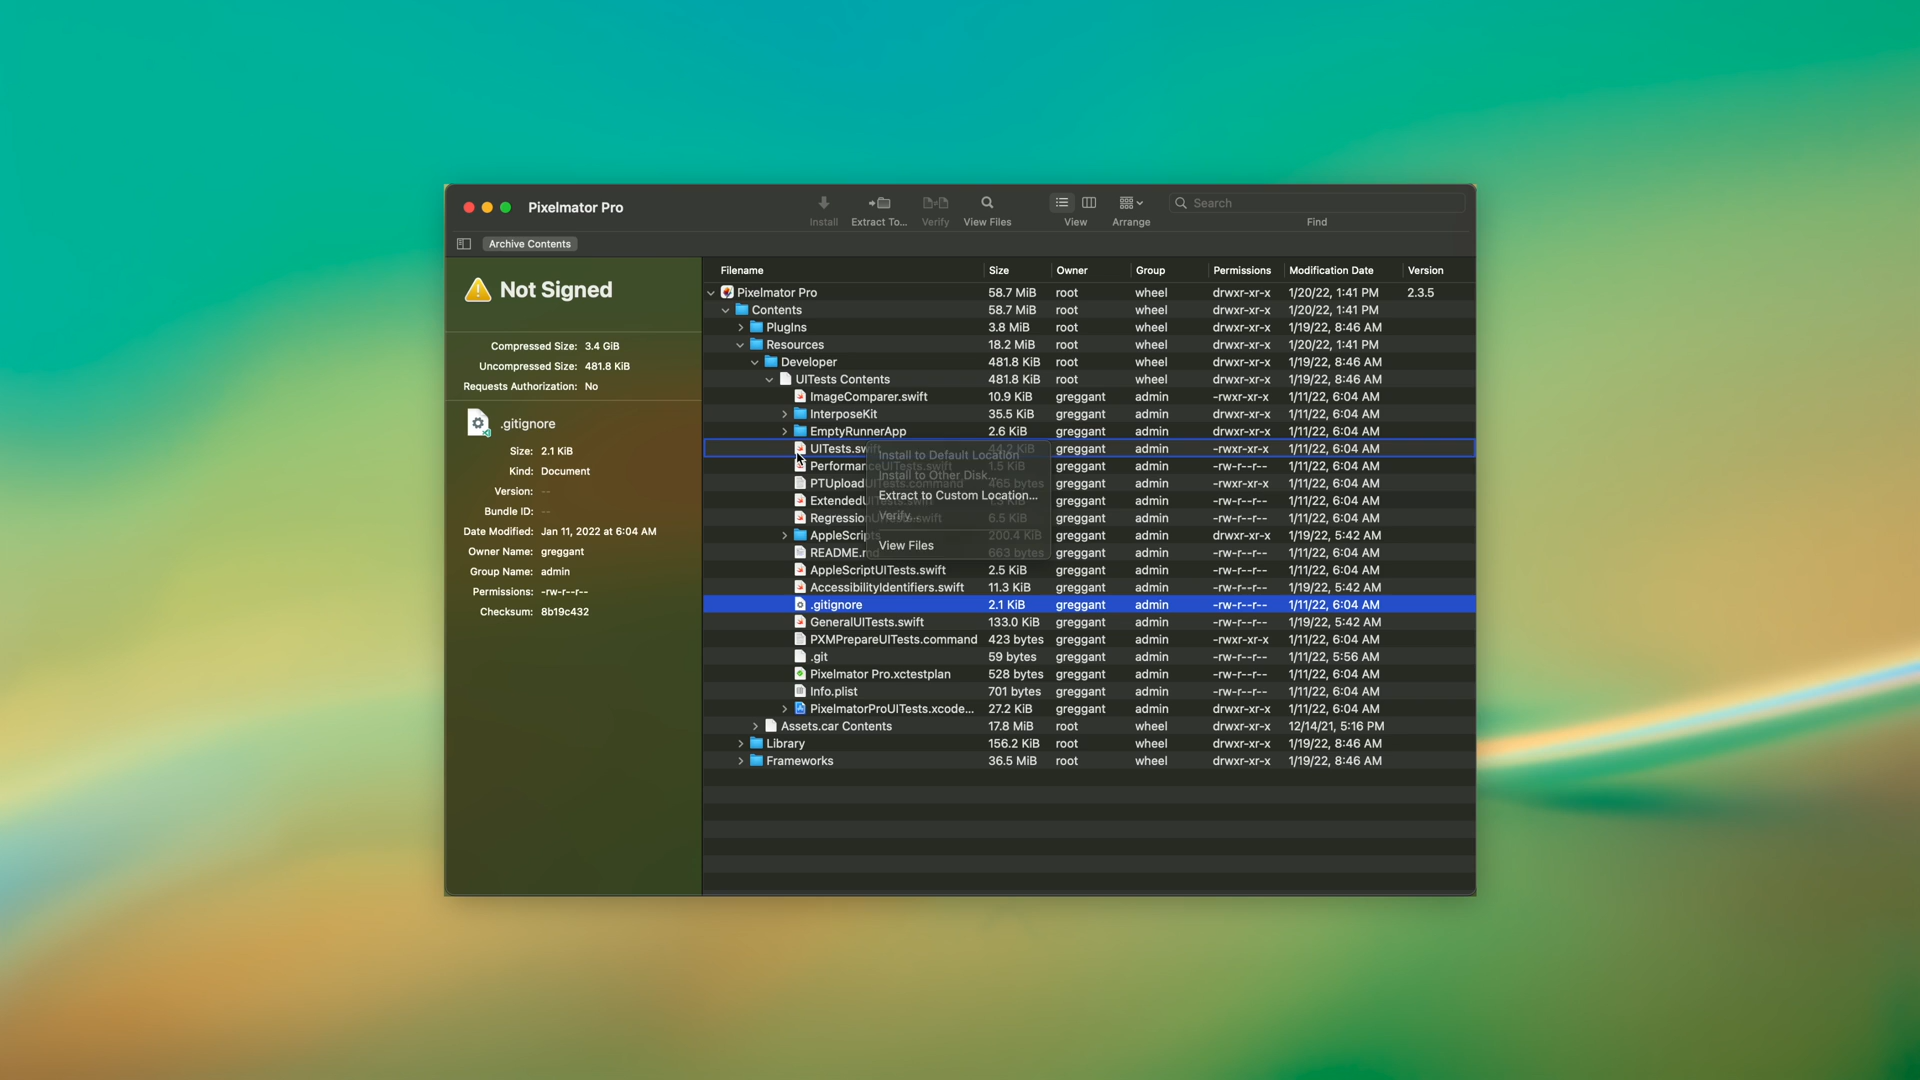 Pixelmator Pro
Install
Extract To...
Verify
View Files
View
Arrange
Search
Find
Archive Contents
Not Signed
Compressed Size: 3.4 GiB
Uncompressed Size: 481.8 KiB
Requests Authorization: No
.gitignore
Size: 2.1 KiB
Kind: Document
Version: --
Bundle ID: --
Date Modified: Jan 11, 2022 at 6:04 AM
Owner Name: greggant
Group Name: admin
Permissions: -rw-r--r--
Checksum: 8b19c432
Filename Size Owner Group Permissions Modification Date Version
Pixelmator Pro 58.7 MiB root wheel drwxr-xr-x 1/20/22, 1:41 PM 2.3.5
Contents 58.7 MiB root wheel drwxr-xr-x 1/20/22, 1:41 PM
PlugIns 3.8 MiB root wheel drwxr-xr-x 1/19/22, 8:46 AM
Resources 18.2 MiB root wheel drwxr-xr-x 1/20/22, 1:41 PM
Developer 481.8 KiB root wheel drwxr-xr-x 1/19/22, 8:46 AM
UITests Contents 481.8 KiB root wheel drwxr-xr-x 1/19/22, 8:46 AM
ImageComparer.swift 10.9 KiB greggant admin -rwxr-xr-x 1/11/22, 6:04 AM
InterposeKit 35.5 KiB greggant admin drwxr-xr-x 1/11/22, 6:04 AM
EmptyRunnerApp 2.6 KiB greggant admin drwxr-xr-x 1/11/22, 6:04 AM
UITests.swift 44.2 KiB greggant admin -rwxr-xr-x 1/11/22, 6:04 AM
PerformanceUITests.swift 1.5 KiB greggant admin -rw-r--r-- 1/11/22, 6:04 AM
PTUploadUITests.command 465 bytes greggant admin -rwxr-xr-x 1/11/22, 6:04 AM
ExtendedUITests.swift greggant admin -rw-r--r-- 1/11/22, 6:04 AM
RegressionUITests.swift 6.5 KiB greggant admin -rw-r--r-- 1/11/22, 6:04 AM
AppleScript 200.4 KiB greggant admin drwxr-xr-x 1/19/22, 5:42 AM
README.md 663 bytes greggant admin -rw-r--r-- 1/11/22, 6:04 AM
AppleScriptUITests.swift 2.5 KiB greggant admin -rw-r--r-- 1/11/22, 6:04 AM
AccessibilityIdentifiers.swift 11.3 KiB greggant admin -rw-r--r-- 1/19/22, 5:42 AM
.gitignore 2.1 KiB greggant admin -rw-r--r-- 1/11/22, 6:04 AM
GeneralUITests.swift 133.0 KiB greggant admin -rw-r--r-- 1/19/22, 5:42 AM
PXMPrepareUITests.command 423 bytes greggant admin -rwxr-xr-x 1/11/22, 6:04 AM
.git 59 bytes greggant admin -rw-r--r-- 1/11/22, 5:56 AM
Pixelmator Pro.xctestplan 528 bytes greggant admin -rw-r--r-- 1/11/22, 6:04 AM
Info.plist 701 bytes greggant admin -rw-r--r-- 1/11/22, 6:04 AM
PixelmatorProUITests.xcode... 27.2 KiB greggant admin drwxr-xr-x 1/11/22, 6:04 AM
Assets.car Contents 17.8 MiB root wheel drwxr-xr-x 12/14/21, 5:16 PM
Library 156.2 KiB root wheel drwxr-xr-x 1/19/22, 8:46 AM
Frameworks 36.5 MiB root wheel drwxr-xr-x 1/19/22, 8:46 AM
Install to Default Location
Install to Other Disk...
Extract to Custom Location...
Verify...
View Files